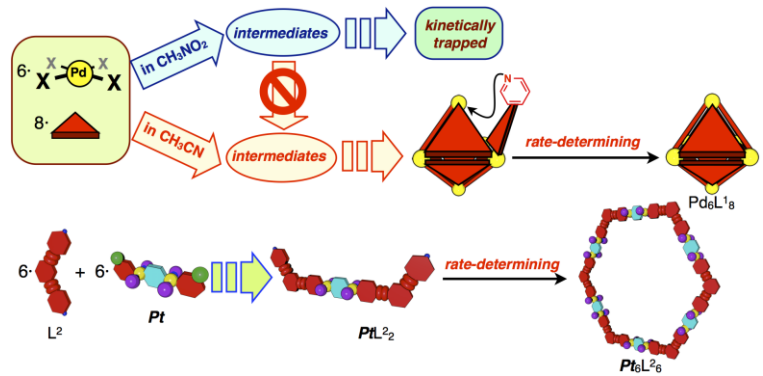 6·
X
Pd
X
X
X
8·
in CH₃NO₂
intermediates
kinetically
trapped
in CH₃CN
intermediates
N
rate-determining
Pd₆L¹₈
6·
+
6·
L²
Pt
PtL²₂
rate-determining
Pt₆L²₆